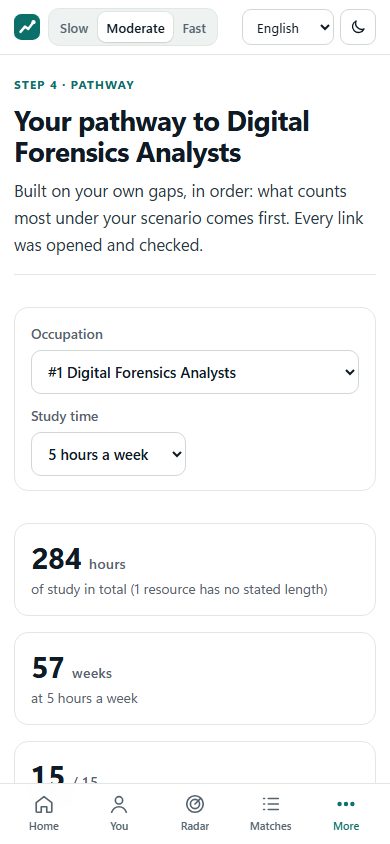 Slow Moderate Fast English
STEP 4 · PATHWAY
Your pathway to Digital
Forensics Analysts
Built on your own gaps, in order: what counts
most under your scenario comes first. Every link
was opened and checked.
Occupation
#1 Digital Forensics Analysts
Study time
5 hours a week
284 hours
of study in total (1 resource has no stated length)
57 weeks
at 5 hours a week
15 / 15
Home You Radar Matches More